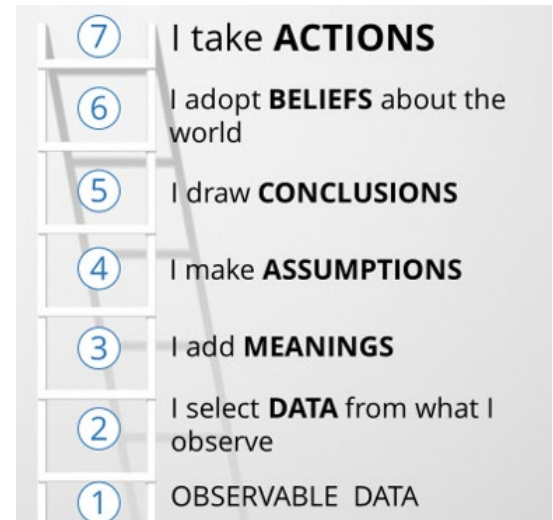 7 I take ACTIONS
6 I adopt BELIEFS about the
world
5 I draw CONCLUSIONS
4 I make ASSUMPTIONS
3 I add MEANINGS
2 I select DATA from what I
observe
1 OBSERVABLE DATA